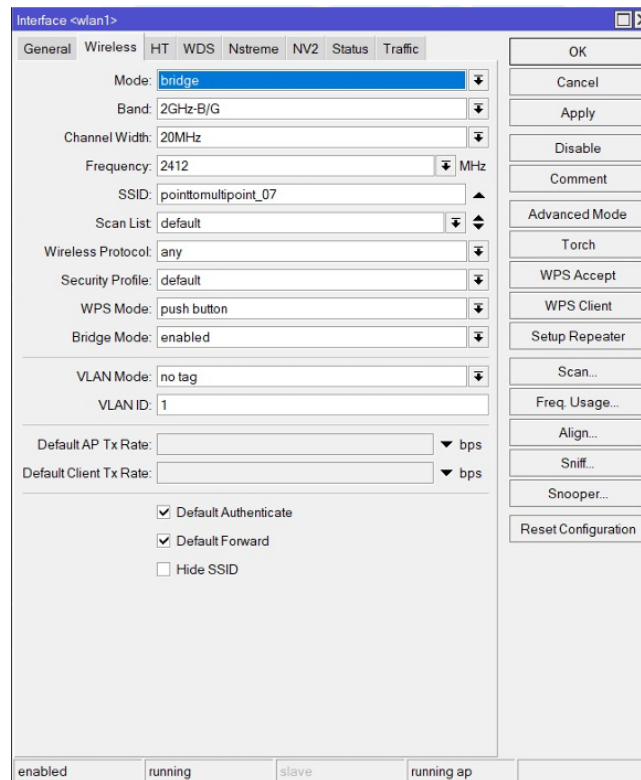 Interface <wlan1>
General Wireless HT WDS Nstreme NV2 Status Traffic
OK
Mode: bridge
Cancel
Band: 2GHz-B/G
Apply
Channel Width: 20MHz
Disable
Frequency: 2412 MHz
Comment
SSID: pointtomultipoint_07
Advanced Mode
Scan List: default
Torch
Wireless Protocol: any
WPS Accept
Security Profile: default
WPS Client
WPS Mode: push button
Setup Repeater
Bridge Mode: enabled
Scan...
VLAN Mode: no tag
Freq. Usage...
VLAN ID: 1
Align...
Default AP Tx Rate: bps
Sniff...
Default Client Tx Rate: bps
Snooper...
Default Authenticate
Reset Configuration
Default Forward
Hide SSID
enabled running slave running ap